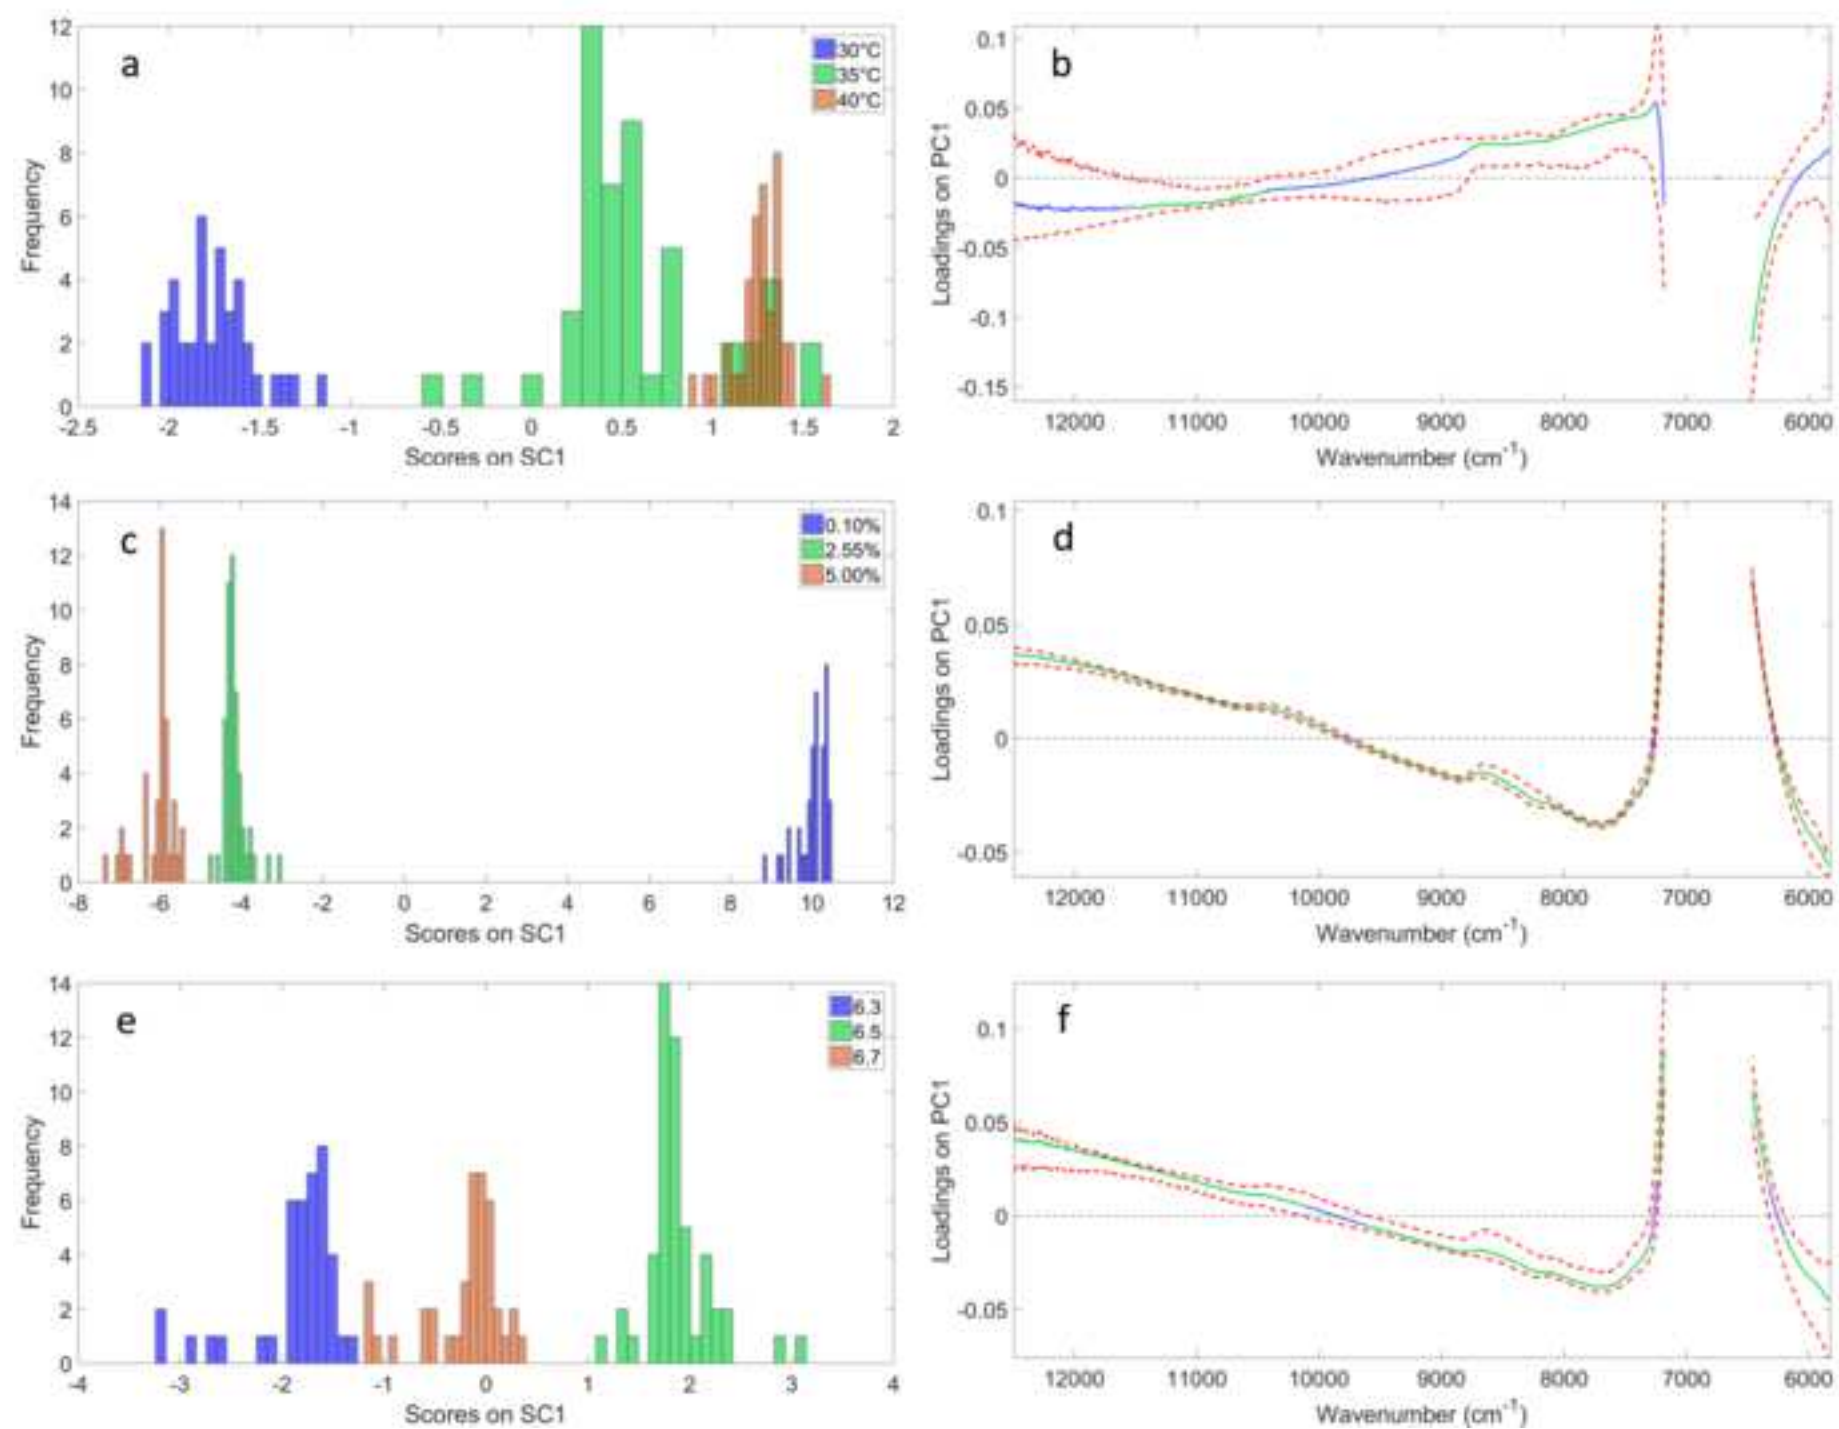 a
30°C
35°C
40°C
12
10
8
6
4
2
0
Frequency
-2.5 -2 -1.5 -1 -0.5 0 0.5 1 1.5 2
Scores on SC1
b
0.1
0.05
0
-0.05
-0.1
-0.15
Loadings on PC1
12000 11000 10000 9000 8000 7000 6000
Wavenumber (cm-1)
c
0.10%
2.55%
5.00%
14
12
10
8
6
4
2
0
Frequency
-8 -6 -4 -2 0 2 4 6 8 10 12
Scores on SC1
d
0.1
0.05
0
-0.05
Loadings on PC1
12000 11000 10000 9000 8000 7000 6000
Wavenumber (cm-1)
e
6.3
6.5
6.7
14
12
10
8
6
4
2
0
Frequency
-4 -3 -2 -1 0 1 2 3 4
Scores on SC1
f
0.1
0.05
0
-0.05
Loadings on PC1
12000 11000 10000 9000 8000 7000 6000
Wavenumber (cm-1)